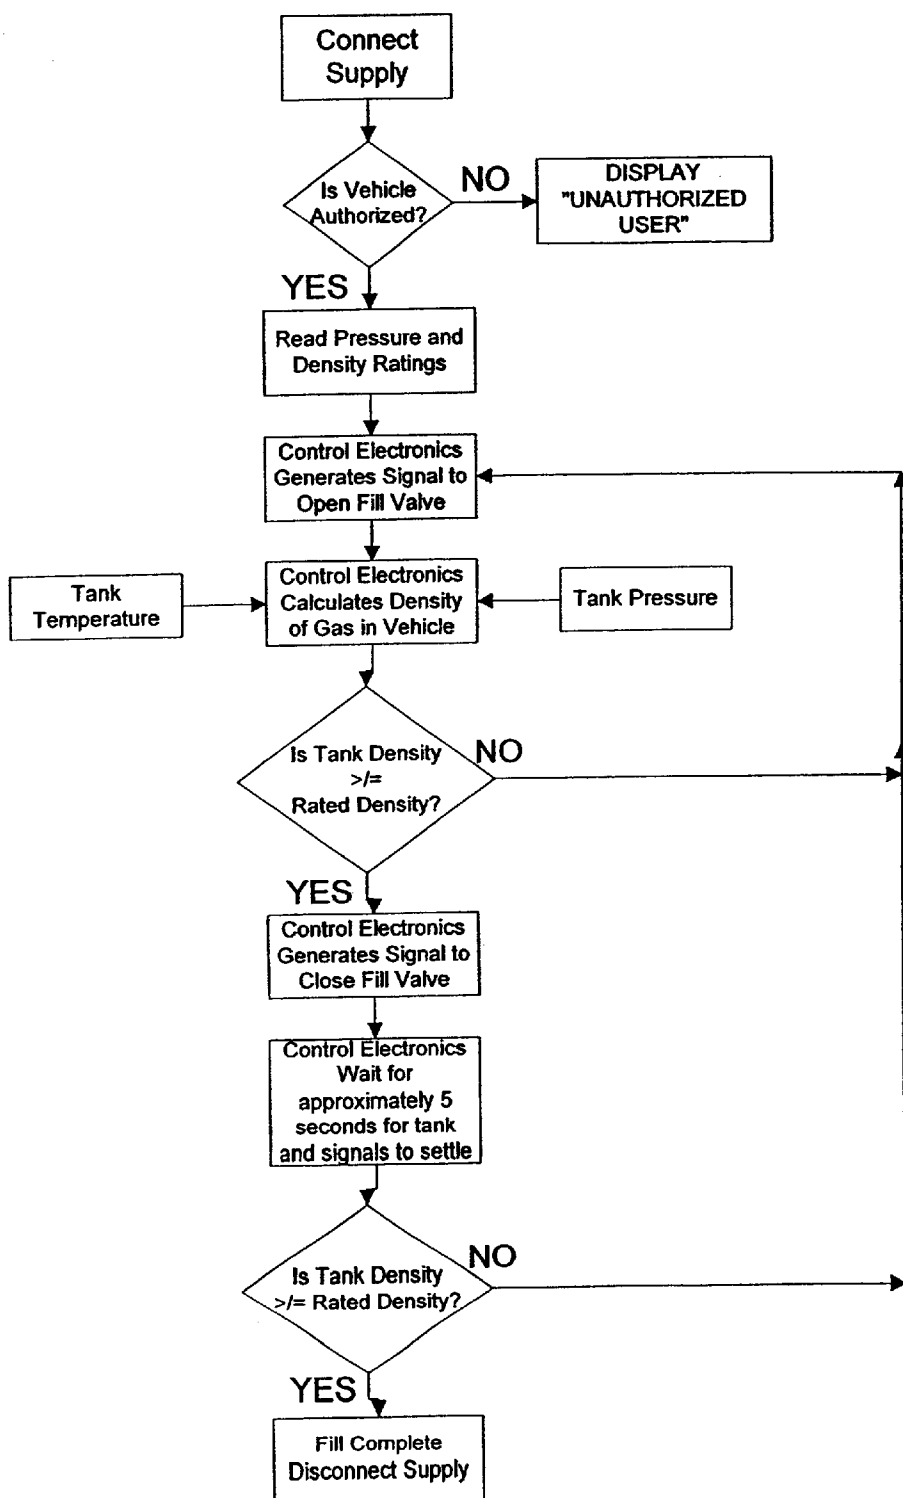 Connect
Supply
Is Vehicle
Authorized?
NO
DISPLAY
"UNAUTHORIZED
USER"
YES
Read Pressure and
Density Ratings
Control Electronics
Generates Signal to
Open Fill Valve
Tank
Temperature
Control Electronics
Calculates Density
of Gas in Vehicle
Tank Pressure
Is Tank Density
>/=
Rated Density?
NO
YES
Control Electronics
Generates Signal to
Close Fill Valve
Control Electronics
Wait for
approximately 5
seconds for tank
and signals to settle
Is Tank Density
>/= Rated Density?
NO
YES
Fill Complete
Disconnect Supply